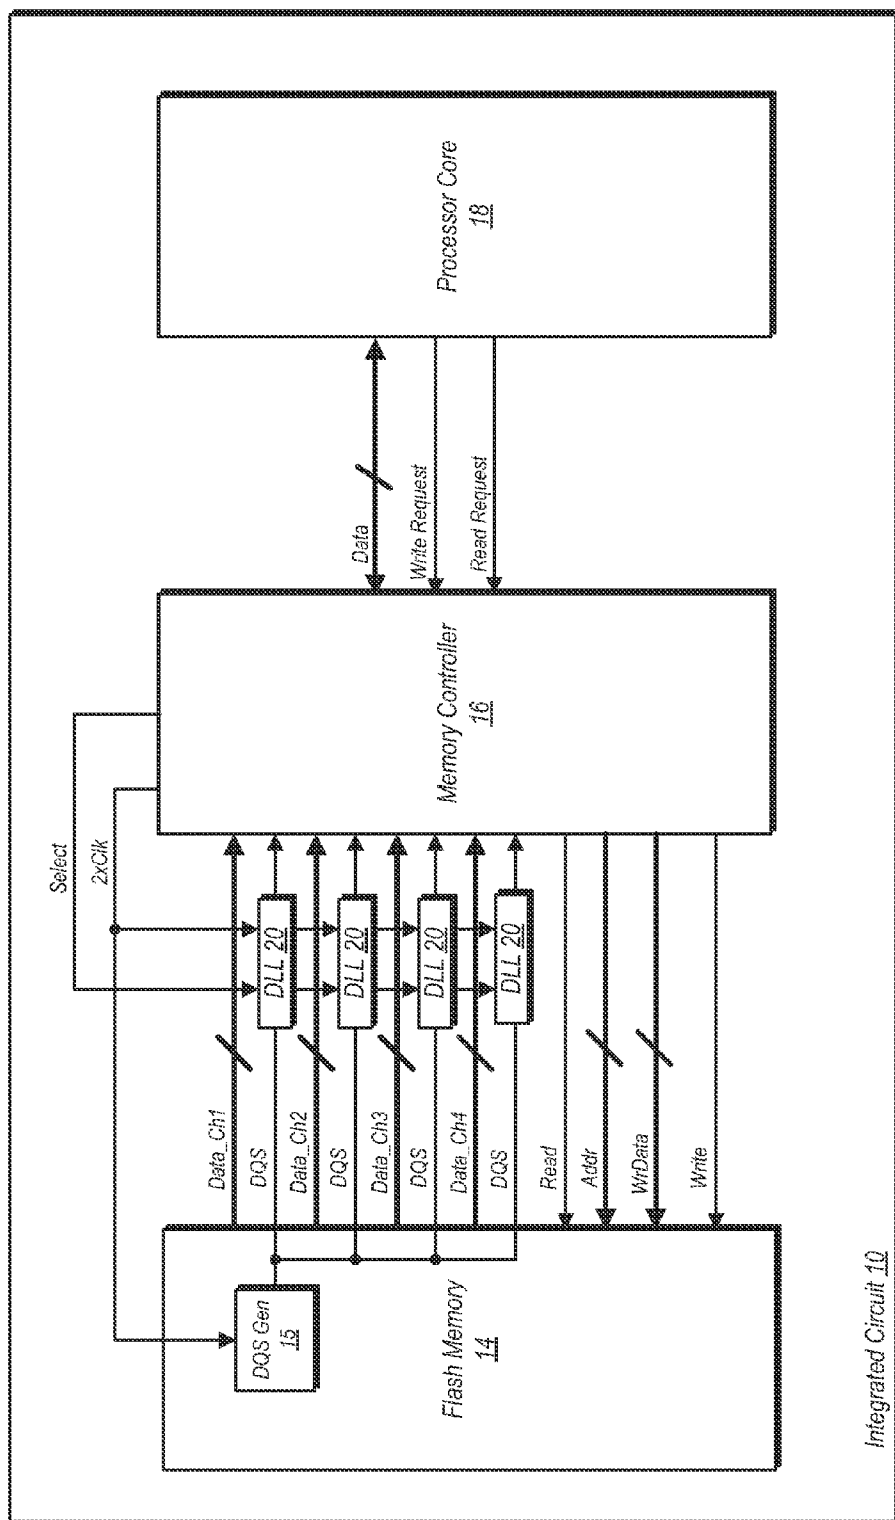 Select
2xClk
Data_Ch1
DQS
Data_Ch2
DQS
Data_Ch3
DQS
Data_Ch4
DQS
Read
Addr
WrData
Write
DQS Gen
15
Flash Memory
14
DLL 20
DLL 20
DLL 20
DLL 20
Memory Controller
16
Data
Write Request
Read Request
Processor Core
18
Integrated Circuit 10